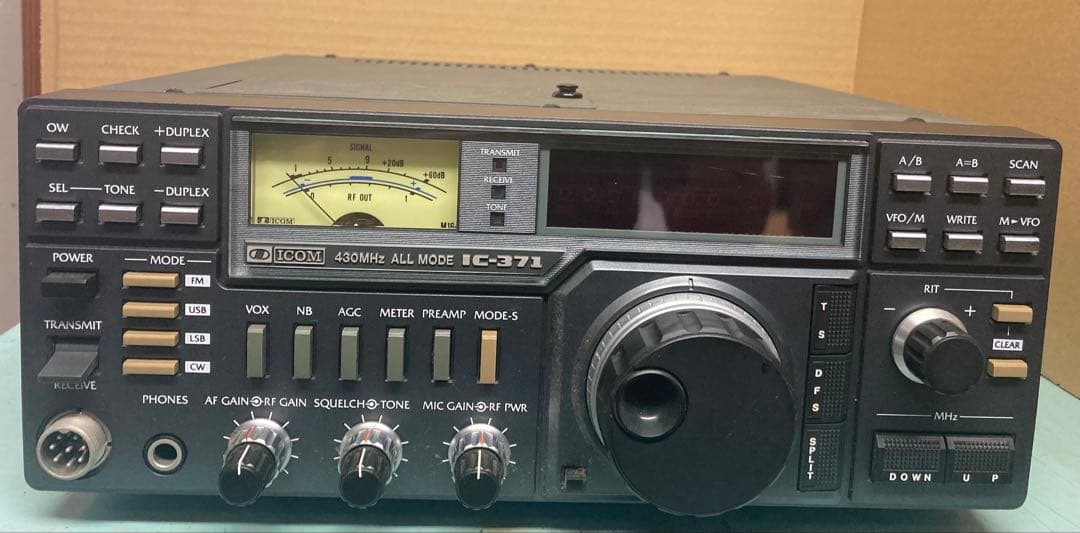 OW CHECK +DUPLEX
SEL TONE -DUPLEX
POWER
MODE
FM
USB
LSB
CW
TRANSMIT
RECEIVE
PHONES
SIGNAL
1 5 9 +20dB +60dB
0 RF OUT 1
ICOM
TRANSMIT
RECEIVE
TONE
ICOM 430MHz ALL MODE IC-371
VOX NB AGC METER PREAMP MODE-S
AF GAIN RF GAIN SQUELCH TONE MIC GAIN RF PWR
T S
DFS
SPLIT
A/B A=B SCAN
VFO/M WRITE M►VFO
RIT
- +
CLEAR
MHz
DOWN UP